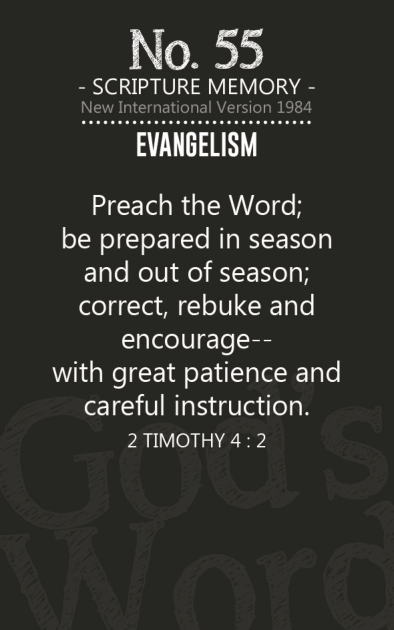 No. 55
- SCRIPTURE MEMORY -
New International Version 1984
EVANGELISM
Preach the Word;
be prepared in season
and out of season;
correct, rebuke and
encourage--
with great patience and
careful instruction.
2 TIMOTHY 4 : 2
God's
Word